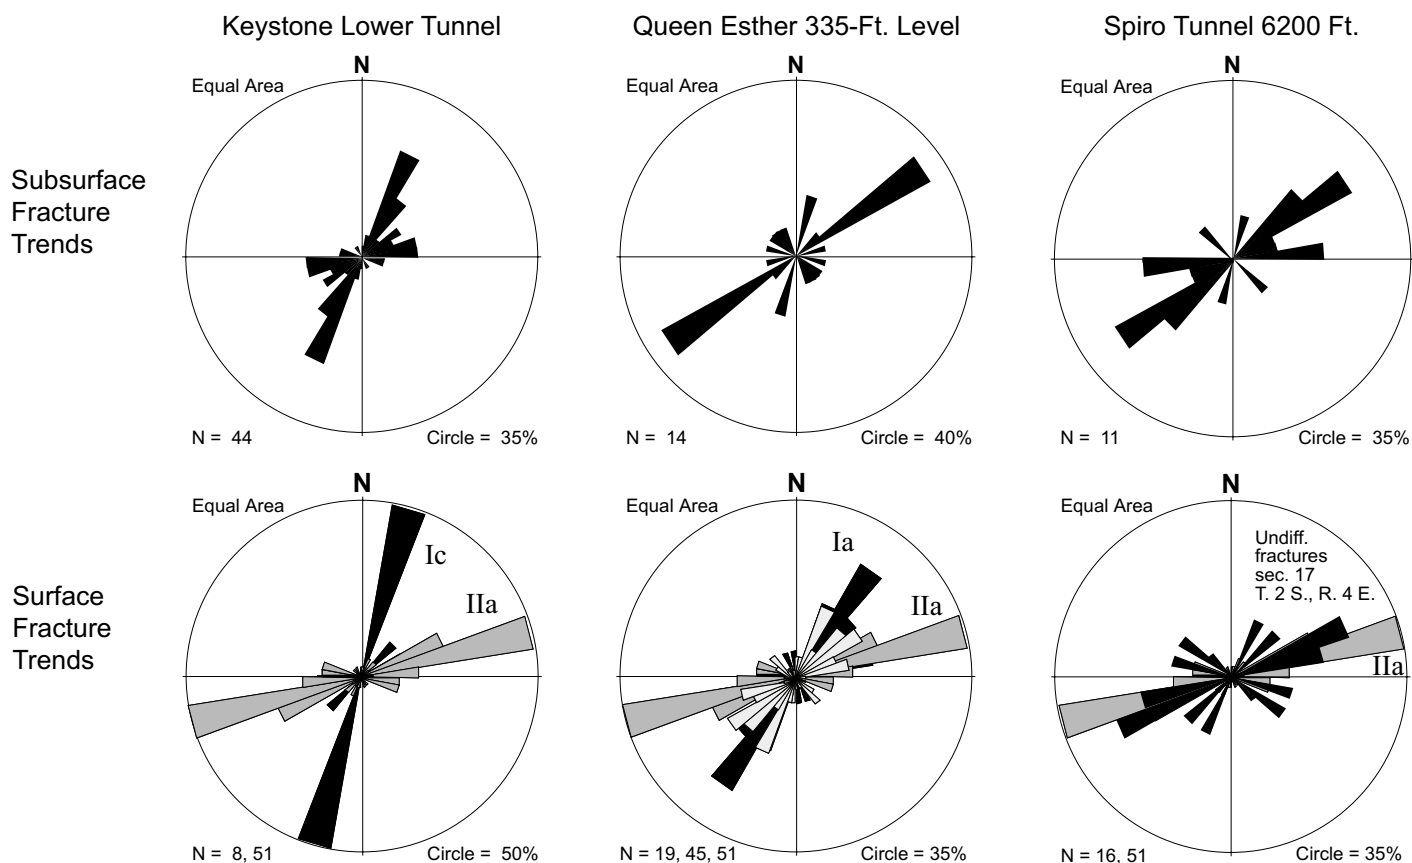 Keystone Lower Tunnel
Queen Esther 335-Ft. Level
Spiro Tunnel 6200 Ft.
N
N
N
Equal Area
Equal Area
Equal Area
Subsurface
Fracture
Trends
N = 44
Circle = 35%
N = 14
Circle = 40%
N = 11
Circle = 35%
N
N
N
Equal Area
Equal Area
Equal Area
Surface
Fracture
Trends
Ic
IIa
Ia
IIa
Undiff.
fractures
sec. 17
T. 2 S., R. 4 E.
IIa
N = 8, 51
Circle = 50%
N = 19, 45, 51
Circle = 35%
N = 16, 51
Circle = 35%